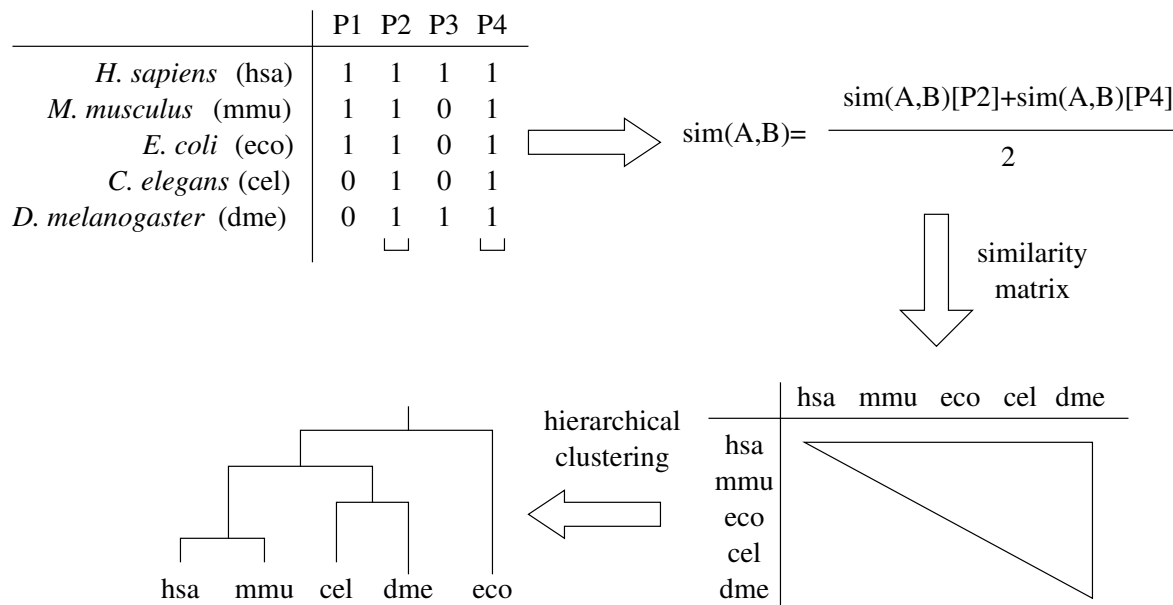 P1 P2 P3 P4
H. sapiens (hsa) 1 1 1 1
M. musculus (mmu) 1 1 0 1
E. coli (eco) 1 1 0 1
C. elegans (cel) 0 1 0 1
D. melanogaster (dme) 0 1 1 1
sim(A,B)=
sim(A,B)[P2]+sim(A,B)[P4]
2
similarity
matrix
hsa mmu eco cel dme
hsa
mmu
eco
cel
dme
hierarchical
clustering
hsa mmu cel dme eco